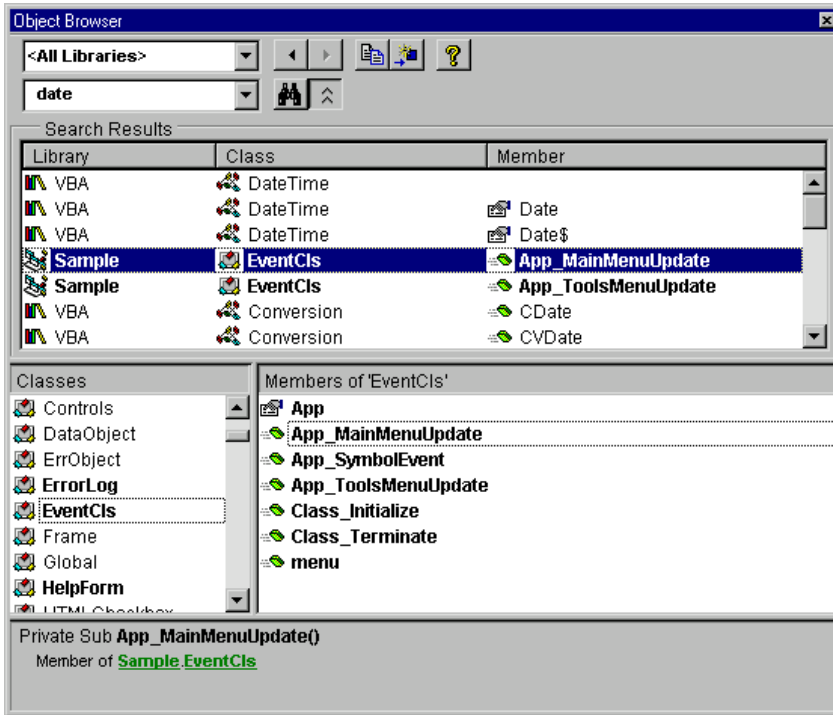 Object Browser
<All Libraries>
date
Search Results
Library Class Member
VBA DateTime
VBA DateTime Date
VBA DateTime Date$
Sample EventCls App_MainMenuUpdate
Sample EventCls App_ToolsMenuUpdate
VBA Conversion CDate
VBA Conversion CVDate
Classes Members of 'EventCls'
Controls App
DataObject App_MainMenuUpdate
ErrObject App_SymbolEvent
ErrorLog App_ToolsMenuUpdate
EventCls Class_Initialize
Frame Class_Terminate
Global menu
HelpForm
HTMLCheckbox
Private Sub App_MainMenuUpdate()
Member of Sample.EventCls